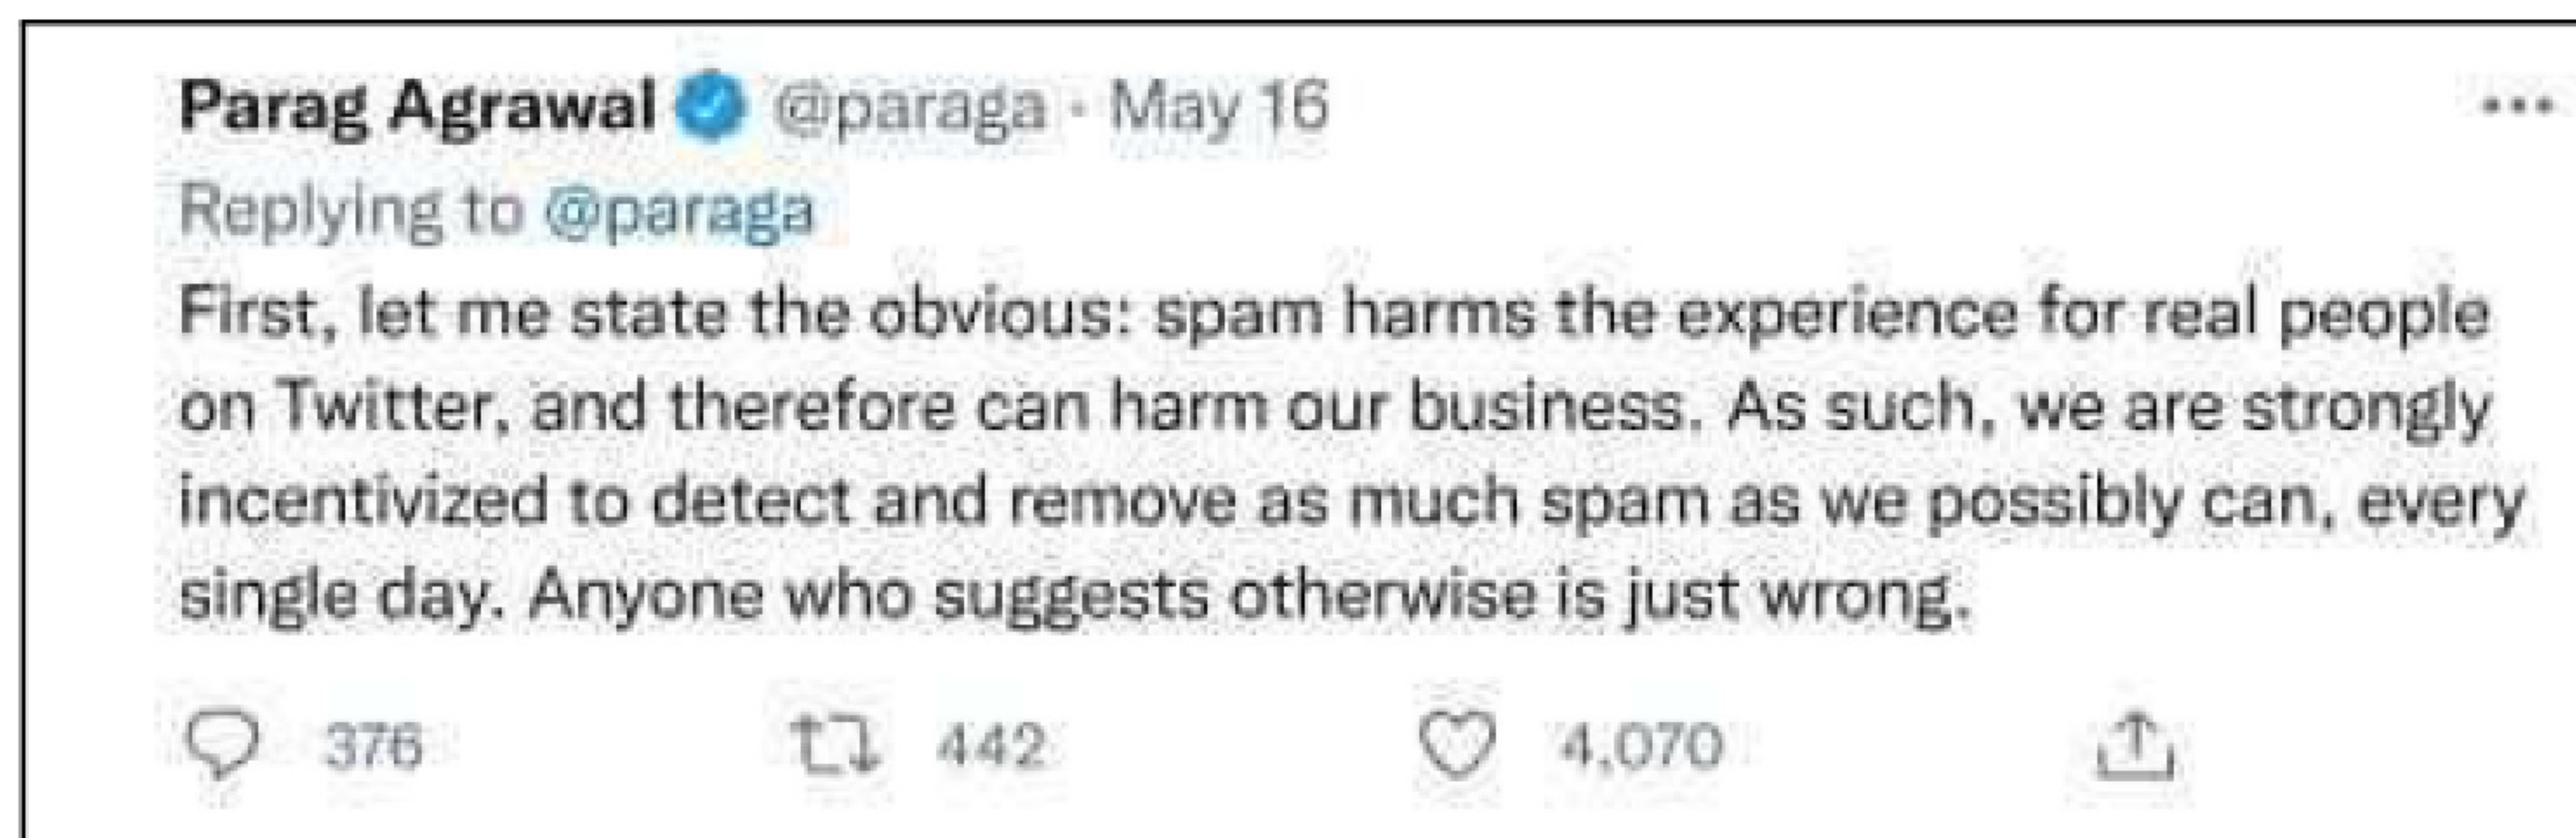 Parag Agrawal @paraga · May 16
Replying to @paraga
First, let me state the obvious: spam harms the experience for real people
on Twitter, and therefore can harm our business. As such, we are strongly
incentivized to detect and remove as much spam as we possibly can, every
single day. Anyone who suggests otherwise is just wrong.
376 442 4,070